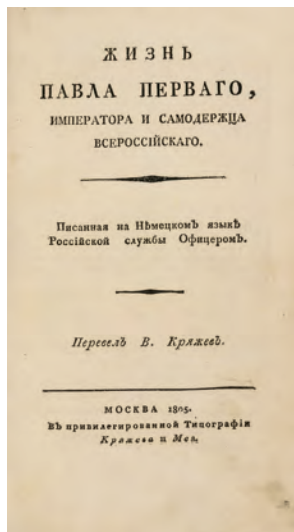 ЖИЗНЬ
ПАВЛА ПЕРВАГО,
ИМПЕРАТОРА И САМОДЕРЖЦА
ВСЕРОССІЙСКАГО.
Писанная на Нѣмецкомъ языкѣ
Россійской службы Офицеромъ.
Перевелъ В. Кряжевъ.
МОСКВА 1805.
Въ привилегированной Типографіи
Кряжева и Мея.